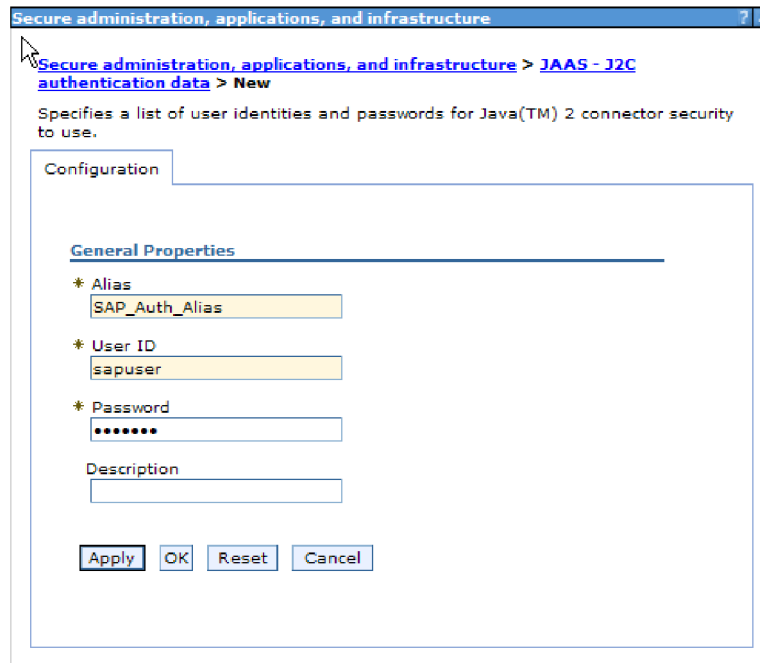 Secure administration, applications, and infrastructure ?
Secure administration, applications, and infrastructure > JAAS - J2C
authentication data > New
Specifies a list of user identities and passwords for Java(TM) 2 connector security
to use.
Configuration
General Properties
* Alias
SAP_Auth_Alias
* User ID
sapuser
* Password
•••••••
Description
Apply OK Reset Cancel